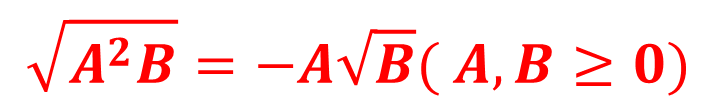 √(A²B) = −A√B( A, B ≥ 0)